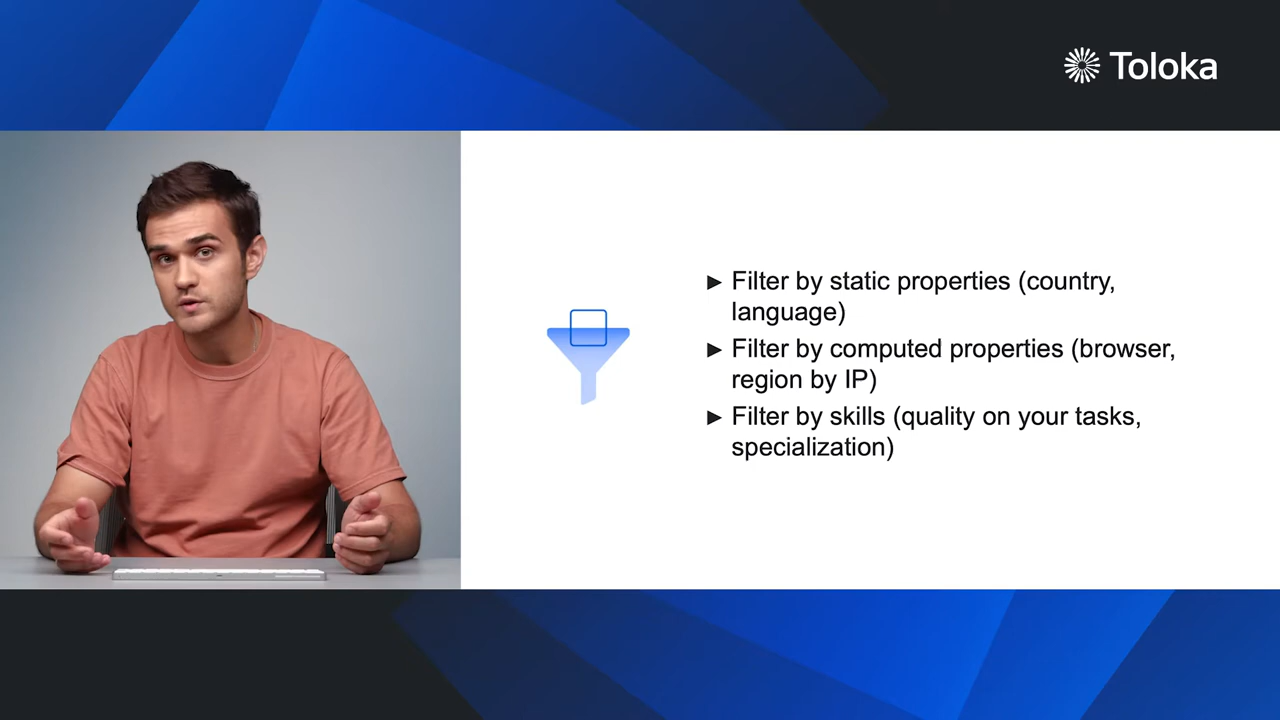 Toloka
► Filter by static properties (country,
language)
► Filter by computed properties (browser,
region by IP)
► Filter by skills (quality on your tasks,
specialization)